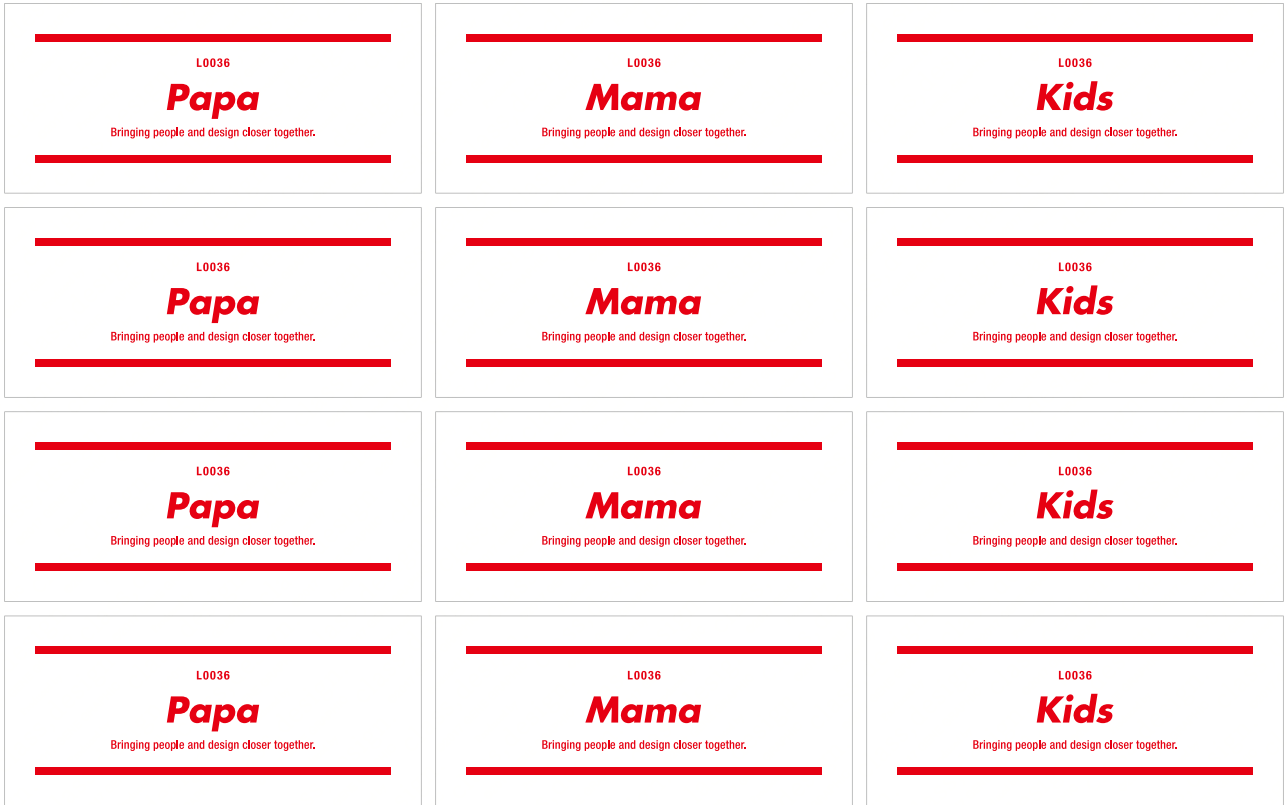 L0036
Papa
Bringing people and design closer together.
L0036
Mama
Bringing people and design closer together.
L0036
Kids
Bringing people and design closer together.
L0036
Papa
Bringing people and design closer together.
L0036
Mama
Bringing people and design closer together.
L0036
Kids
Bringing people and design closer together.
L0036
Papa
Bringing people and design closer together.
L0036
Mama
Bringing people and design closer together.
L0036
Kids
Bringing people and design closer together.
L0036
Papa
Bringing people and design closer together.
L0036
Mama
Bringing people and design closer together.
L0036
Kids
Bringing people and design closer together.